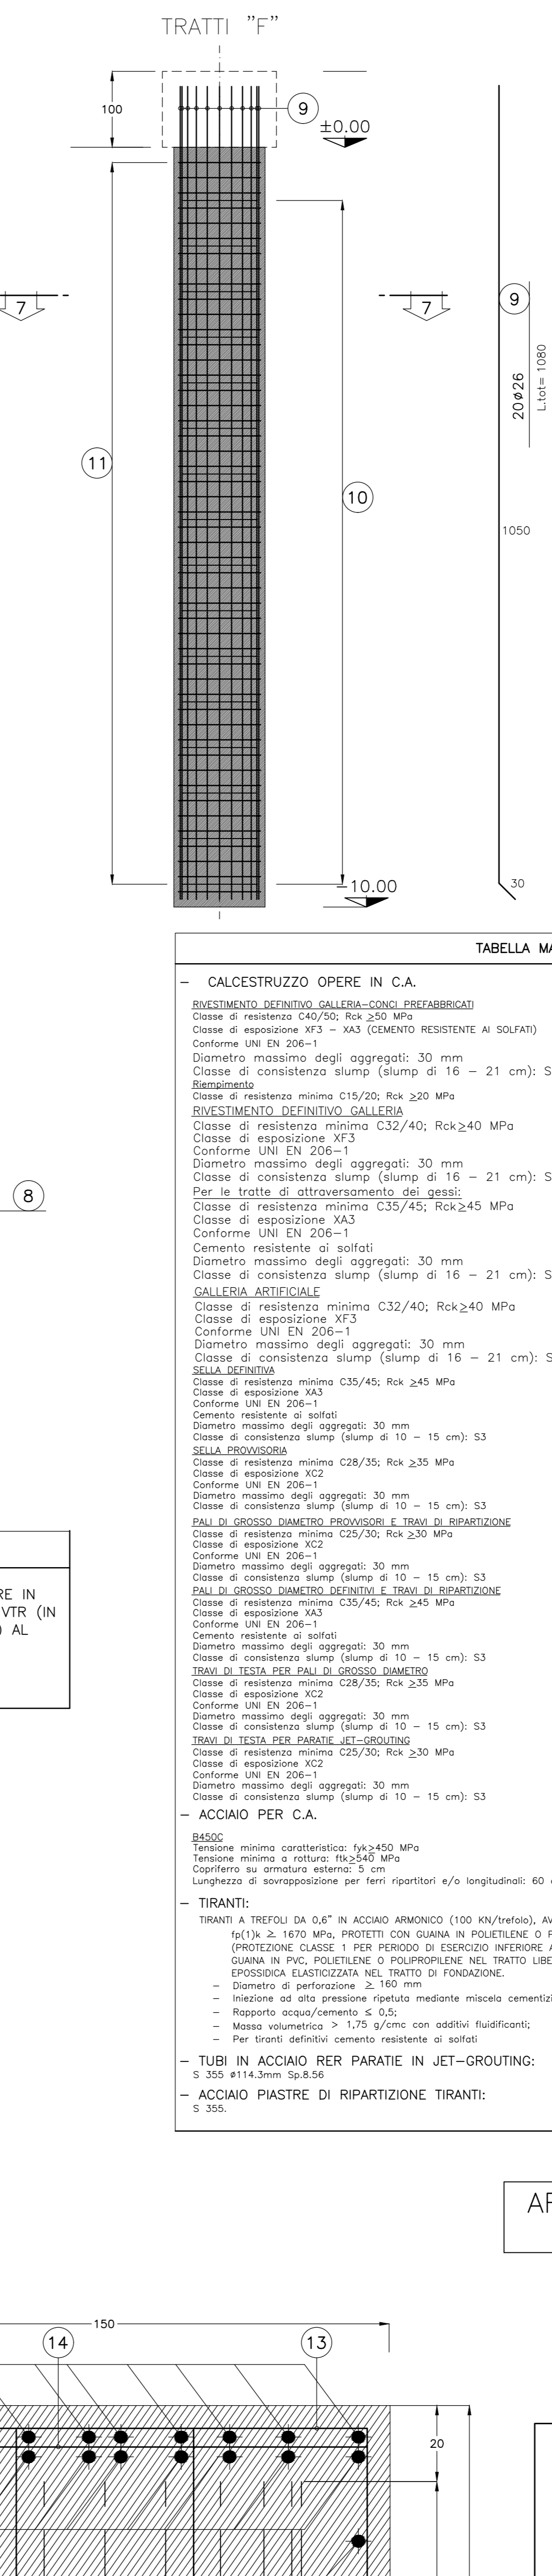 TRATTI "F"
100
9
±0.00
7
7
9
20ø26
L.tot= 1080
11
10
1050
-10.00
30
TABELLA
– CALCESTRUZZO OPERE IN C.A.
RIVESTIMENTO DEFINITIVO GALLERIA–CONCI PREFABBRICATI
Classe di resistenza C40/50; Rck ≥50 MPa
Classe di esposizione XF3 – XA3 (CEMENTO RESISTENTE AI SOLFATI)
Conforme UNI EN 206–1
Diametro massimo degli aggregati: 30 mm
Classe di consistenza slump (slump di 16 – 21 cm):
Riempimento
Classe di resistenza minima C15/20; Rck ≥20 MPa
RIVESTIMENTO DEFINITIVO GALLERIA
Classe di resistenza minima C32/40; Rck≥40 MPa
Classe di esposizione XF3
Conforme UNI EN 206–1
Diametro massimo degli aggregati: 30 mm
Classe di consistenza slump (slump di 16 – 21 cm):
Per le tratte di attraversamento dei gessi:
Classe di resistenza minima C35/45; Rck≥45 MPa
Classe di esposizione XA3
Conforme UNI EN 206–1
Cemento resistente ai solfati
Diametro massimo degli aggregati: 30 mm
Classe di consistenza slump (slump di 16 – 21 cm):
8
GALLERIA ARTIFICIALE
Classe di resistenza minima C32/40; Rck≥40 MPa
Classe di esposizione XF3
Conforme UNI EN 206–1
Diametro massimo degli aggregati: 30 mm
Classe di consistenza slump (slump di 16 – 21 cm):
SELLA DEFINITIVA
Classe di resistenza minima C35/45; Rck ≥45 MPa
Classe di esposizione XA3
Conforme UNI EN 206–1
Cemento resistente ai solfati
Diametro massimo degli aggregati: 30 mm
Classe di consistenza slump (slump di 10 – 15 cm): S3
SELLA PROVVISORIA
Classe di resistenza minima C28/35; Rck ≥35 MPa
Classe di esposizione XC2
Conforme UNI EN 206–1
Diametro massimo degli aggregati: 30 mm
Classe di consistenza slump (slump di 10 – 15 cm): S3
PALI DI GROSSO DIAMETRO PROVVISORI E TRAVI DI RIPARTIZIONE
Classe di resistenza minima C25/30; Rck ≥30 MPa
Classe di esposizione XC2
Conforme UNI EN 206–1
Diametro massimo degli aggregati: 30 mm
Classe di consistenza slump (slump di 10 – 15 cm): S3
PALI DI GROSSO DIAMETRO DEFINITIVI E TRAVI DI RIPARTIZIONE
Classe di resistenza minima C35/45; Rck ≥45 MPa
Classe di esposizione XA3
Conforme UNI EN 206–1
Cemento resistente ai solfati
Diametro massimo degli aggregati: 30 mm
Classe di consistenza slump (slump di 10 – 15 cm): S3
TRAVI DI TESTA PER PALI DI GROSSO DIAMETRO
Classe di resistenza minima C28/35; Rck ≥35 MPa
Classe di esposizione XC2
Conforme UNI EN 206–1
Diametro massimo degli aggregati: 30 mm
Classe di consistenza slump (slump di 10 – 15 cm): S3
TRAVI DI TESTA PER PARATIE JET–GROUTING
Classe di resistenza minima C25/30; Rck ≥30 MPa
Classe di esposizione XC2
Conforme UNI EN 206–1
Diametro massimo degli aggregati: 30 mm
Classe di consistenza slump (slump di 10 – 15 cm): S3
IN
VTR (IN
) AL
– ACCIAIO PER C.A.
B450C
Tensione minima caratteristica: fyk≥450 MPa
Tensione minima a rottura: ftk≥540 MPa
Copriferro su armatura esterna: 5 cm
Lunghezza di sovrapposizione per ferri ripartitori e/o longitudinali: 60
– TIRANTI:
TIRANTI A TREFOLI DA 0,6" IN ACCIAIO ARMONICO (100 KN/trefolo),
fp(1)k ≥ 1670 MPa, PROTETTI CON GUAINA IN POLIETILENE O
(PROTEZIONE CLASSE 1 PER PERIODO DI ESERCIZIO INFERIORE
GUAINA IN PVC, POLIETILENE O POLIPROPILENE NEL TRATTO
EPOSSIDICA ELASTICIZZATA NEL TRATTO DI FONDAZIONE.
– Diametro di perforazione ≥ 160 mm
– Iniezione ad alta pressione ripetuta mediante miscela
– Rapporto acqua/cemento ≤ 0,5;
– Massa volumetrica > 1,75 g/cmc con additivi fluidificanti;
– Per tiranti definitivi cemento resistente ai solfati
– TUBI IN ACCIAIO RER PARATIE IN JET–GROUTING:
S 355 ø114.3mm Sp.8.56
– ACCIAIO PIASTRE DI RIPARTIZIONE TIRANTI:
S 355.
150
14
13
20